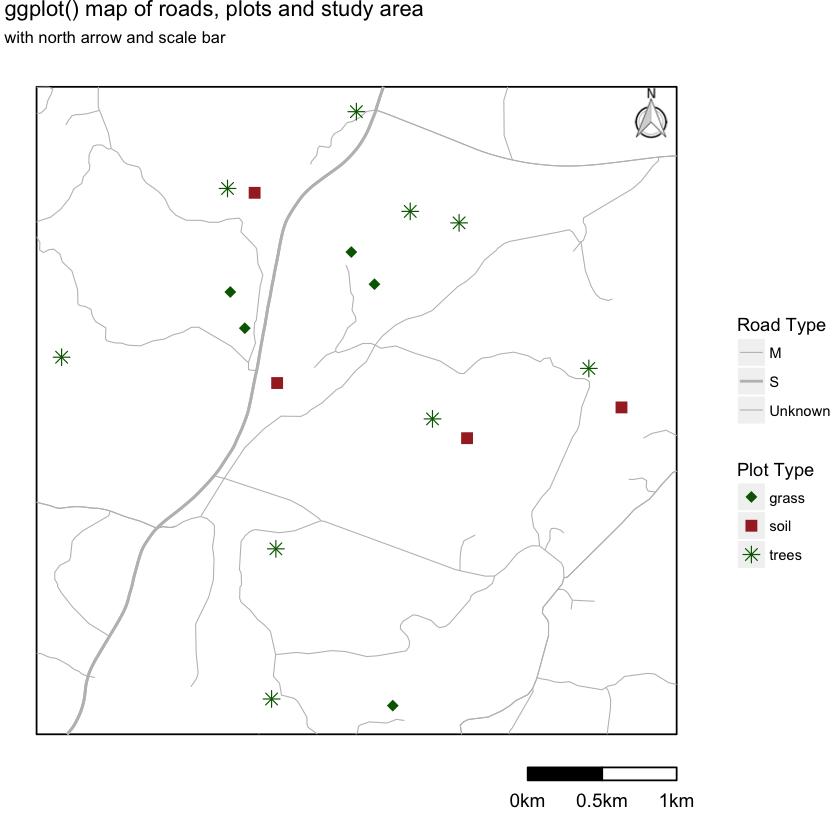 ggplot() map of roads, plots and study area
with north arrow and scale bar
N
Road Type
M
S
Unknown
Plot Type
grass
soil
trees
0km 0.5km 1km